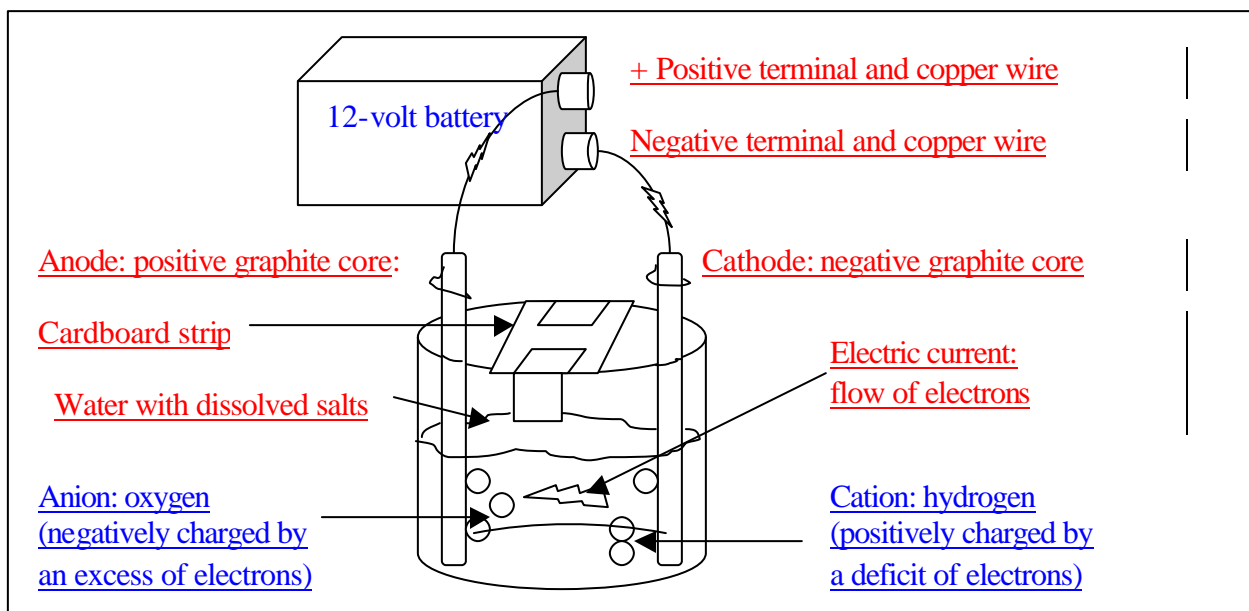 + Positive terminal and copper wire
12-volt battery
Negative terminal and copper wire
Anode: positive graphite core:
Cathode: negative graphite core
Cardboard strip
Electric current:
flow of electrons
Water with dissolved salts
Anion: oxygen
(negatively charged by
an excess of electrons)
Cation: hydrogen
(positively charged by
a deficit of electrons)